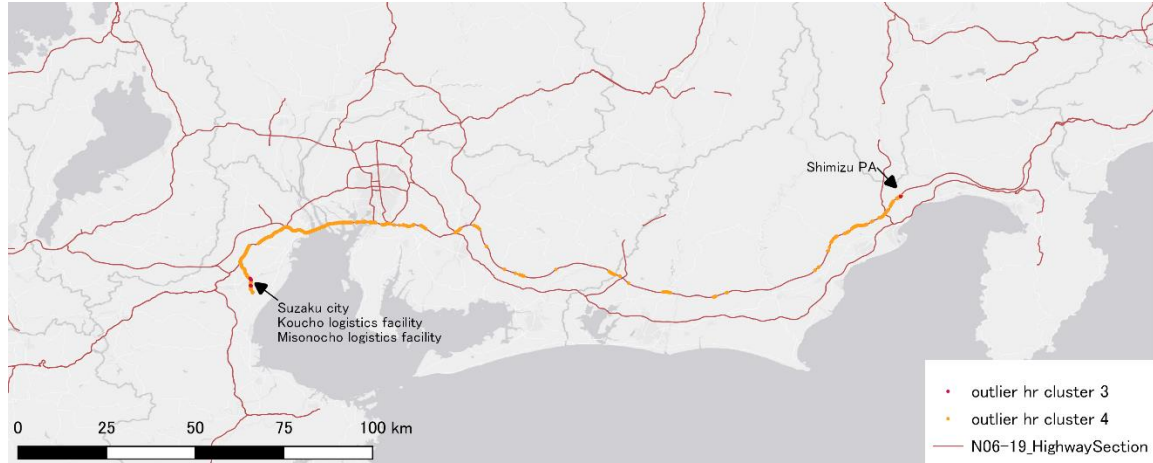 Shimizu PA
Suzaku city
Koucho logistics facility
Misonocho logistics facility
0 25 50 75 100 km
outlier hr cluster 3
outlier hr cluster 4
N06-19_HighwaySection